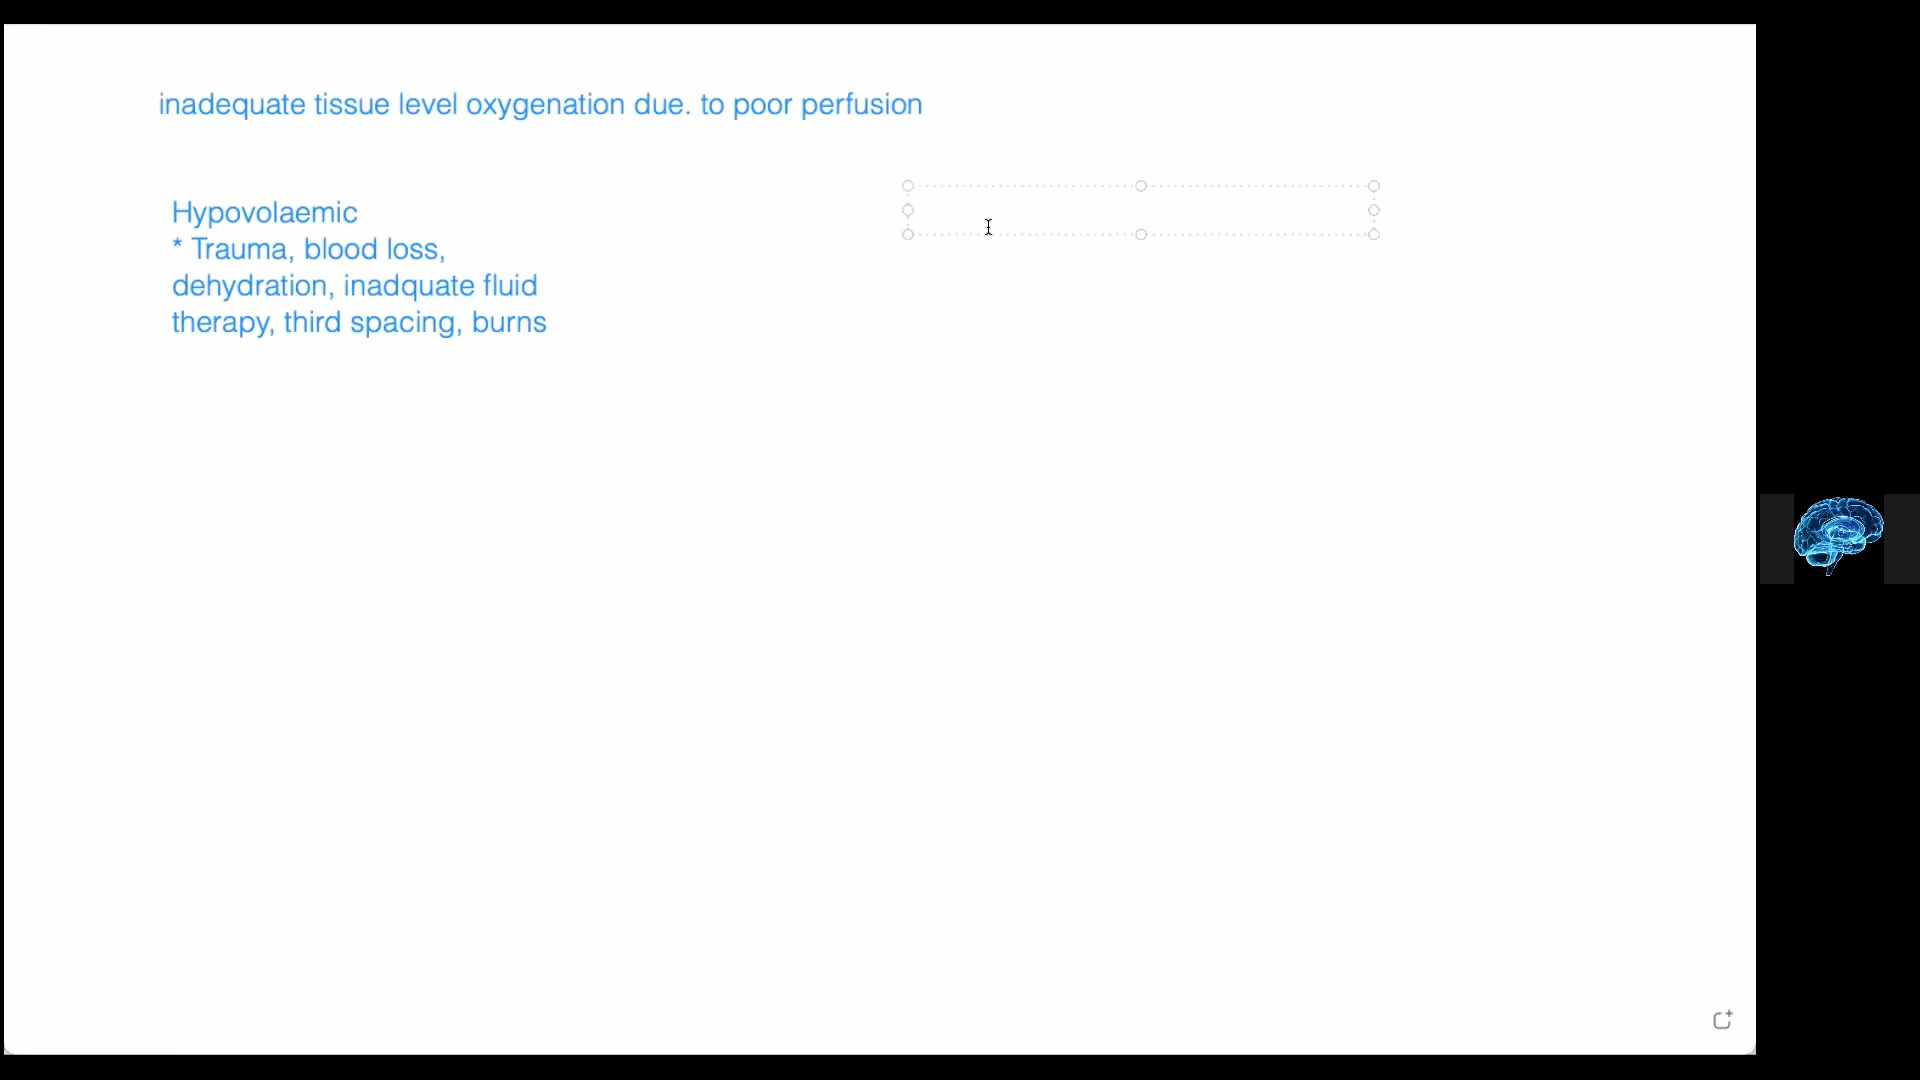 inadequate tissue level oxygenation due. to poor perfusion
Hypovolaemic
* Trauma, blood loss,
dehydration, inadquate fluid
therapy, third spacing, burns